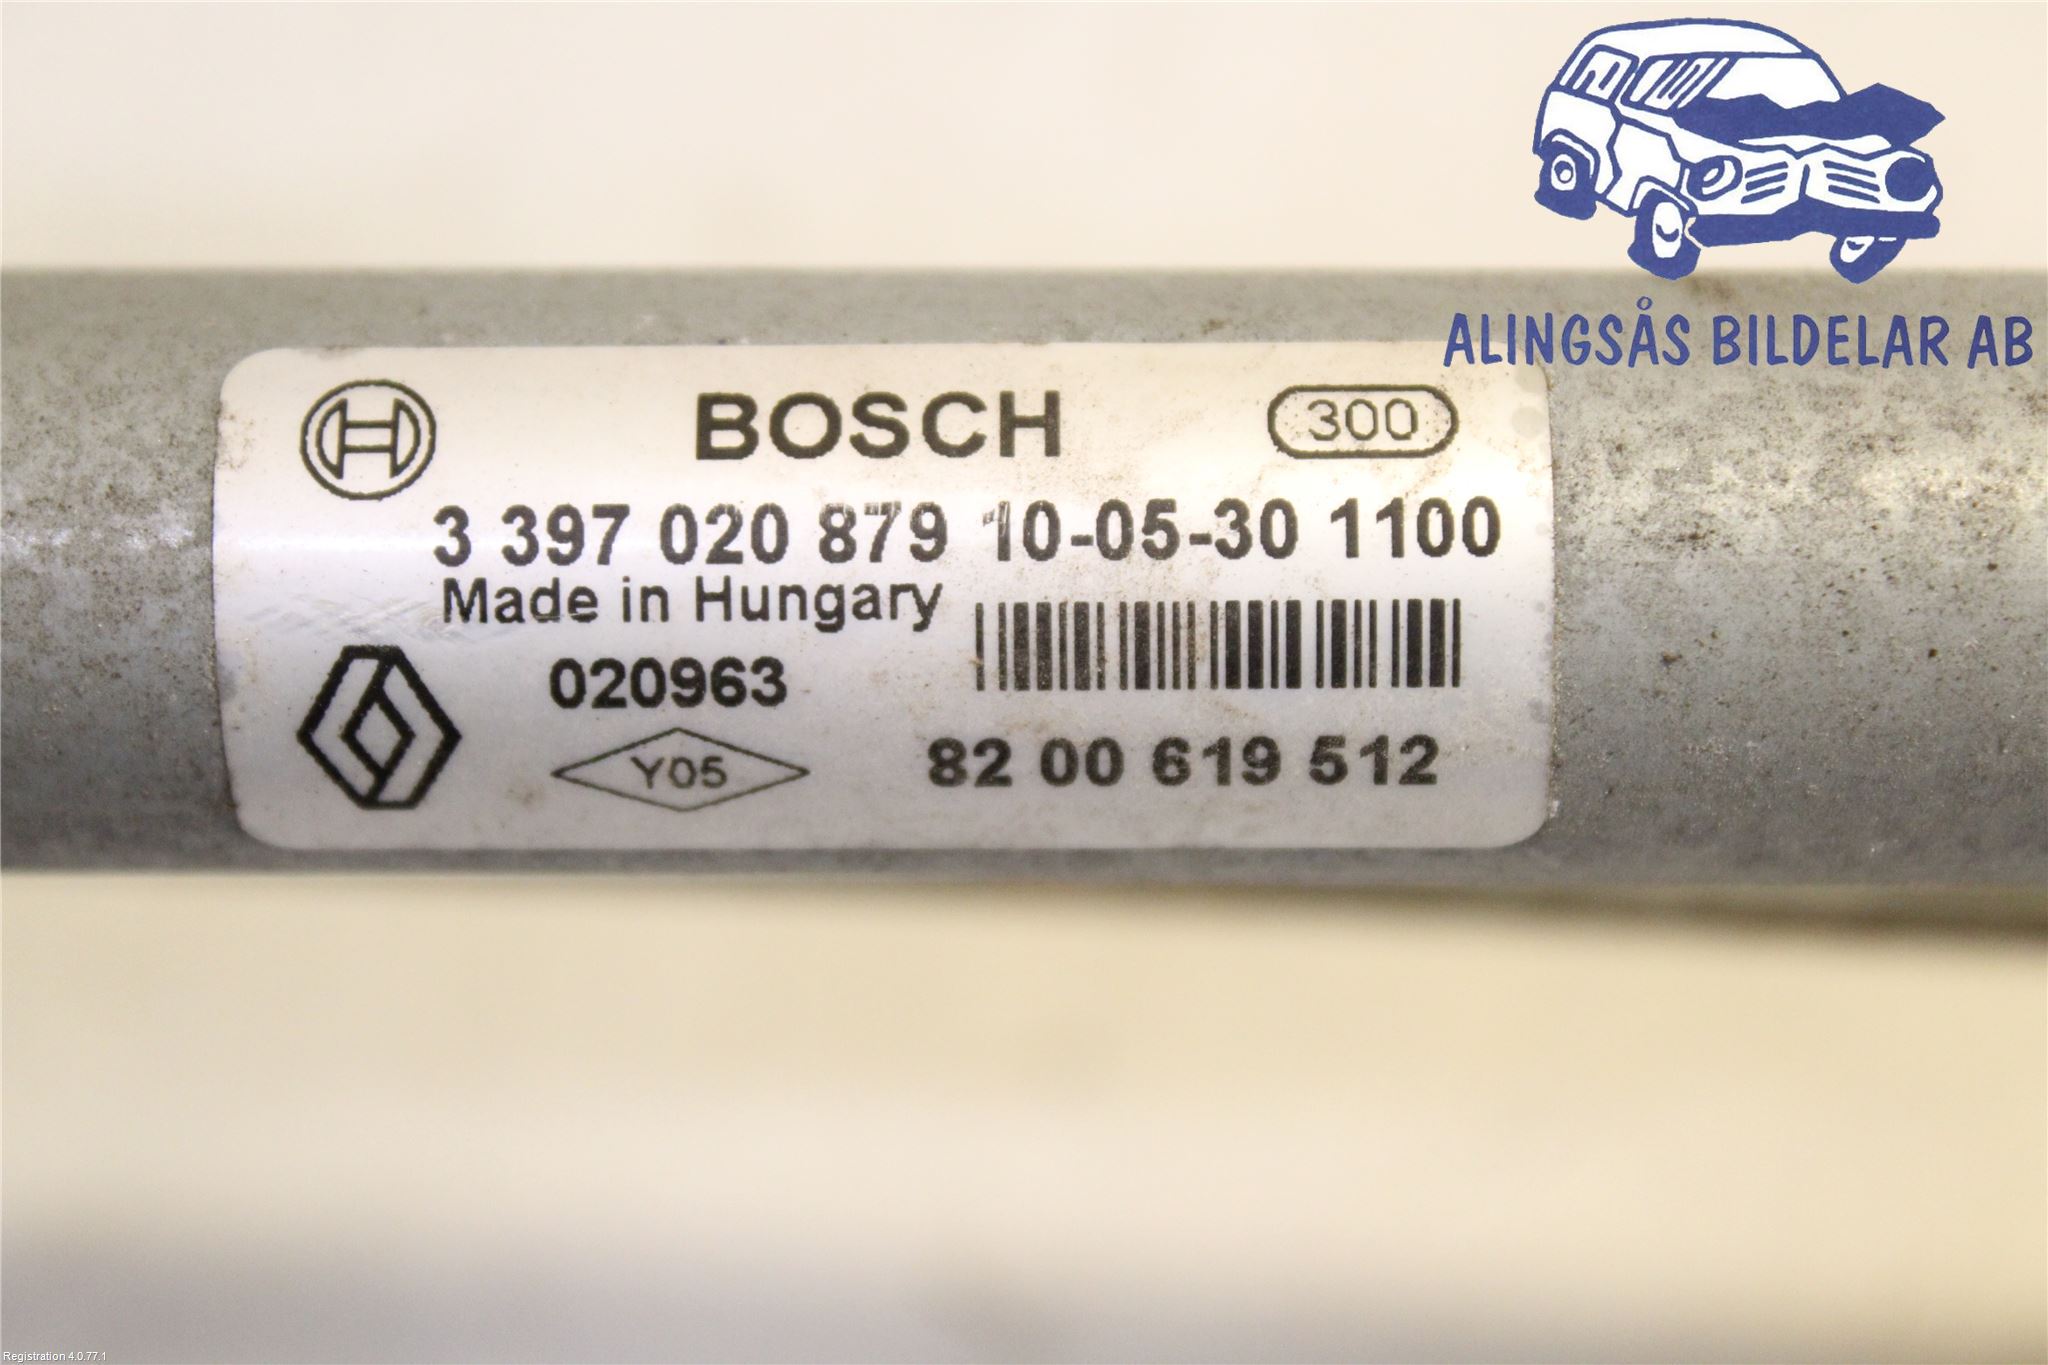 ALINGSÅS BILDELAR AB
BOSCH 300
3 397 020 879 10-05-30 1100
Made in Hungary
020963
Y05 82 00 619 512
Registration 4.0.77.1